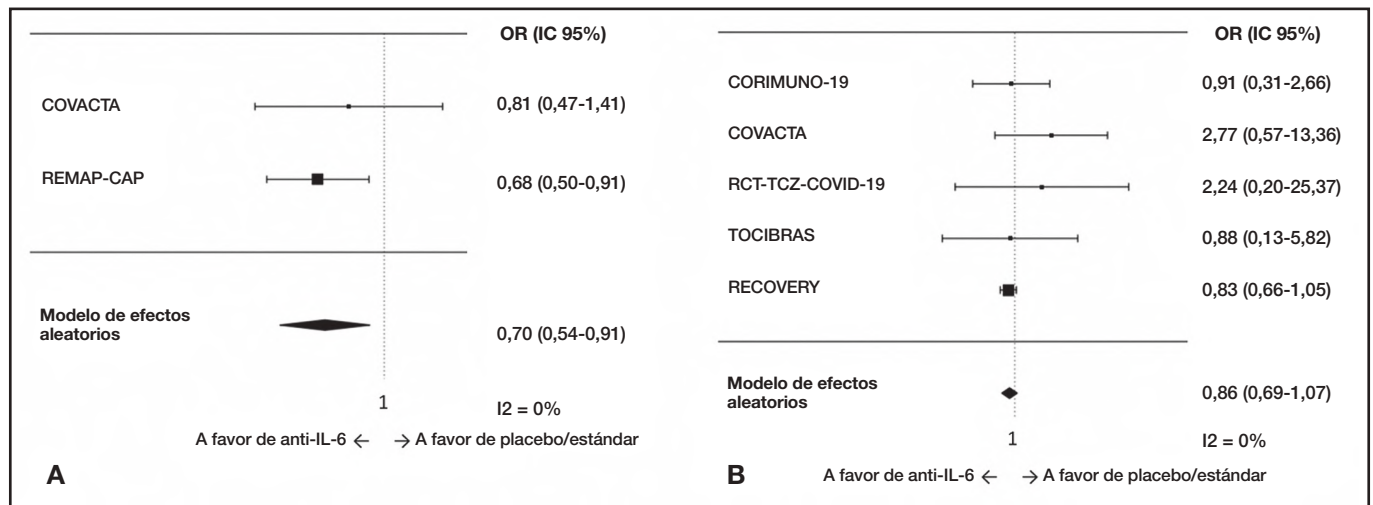 OR (IC 95%)
COVACTA 0,81 (0,47-1,41)
REMAP-CAP 0,68 (0,50-0,91)
Modelo de efectos
aleatorios
0,70 (0,54-0,91)
1
I2 = 0%
A favor de anti-IL-6 ← → A favor de placebo/estándar
A
OR (IC 95%)
CORIMUNO-19 0,91 (0,31-2,66)
COVACTA 2,77 (0,57-13,36)
RCT-TCZ-COVID-19 2,24 (0,20-25,37)
TOCIBRAS 0,88 (0,13-5,82)
RECOVERY 0,83 (0,66-1,05)
Modelo de efectos
aleatorios
0,86 (0,69-1,07)
1
I2 = 0%
A favor de anti-IL-6 ← → A favor de placebo/estándar
B